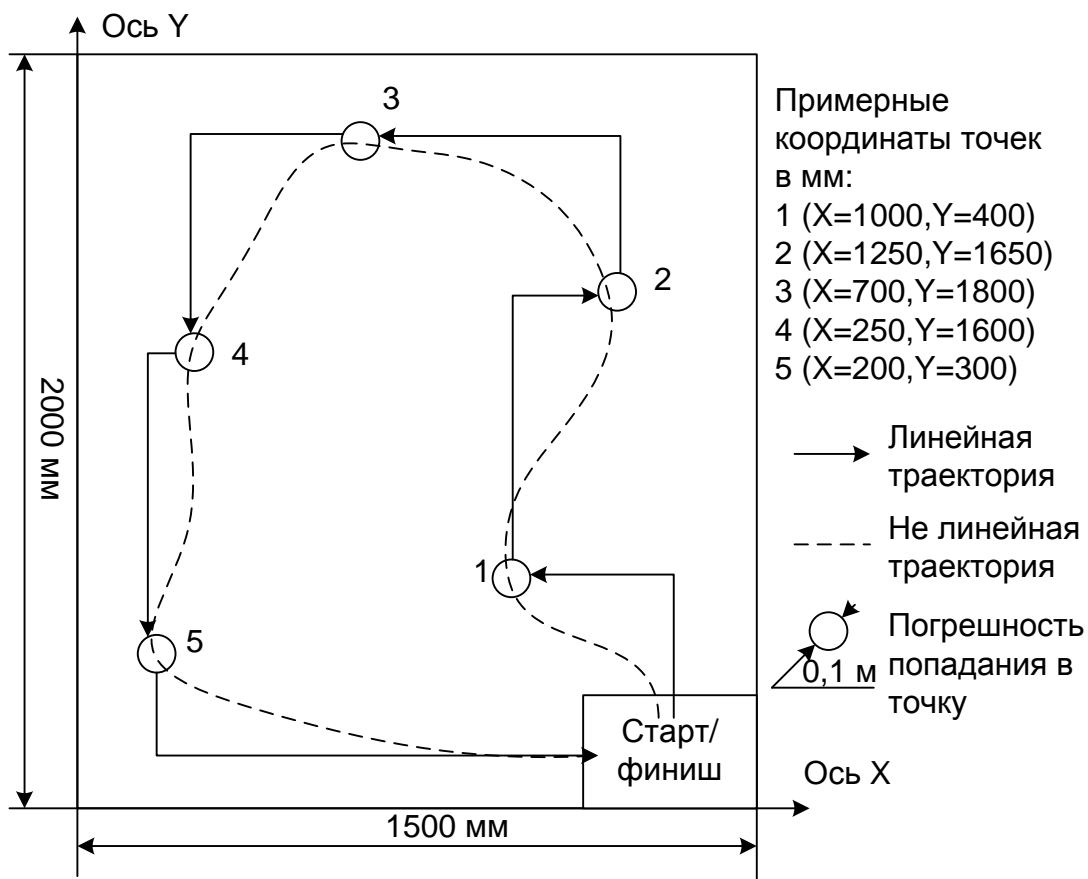 Ось Y
3
2
4
1
5
2000 мм
Старт/
финиш
Ось X
1500 мм
Примерные
координаты точек
в мм:
1 (X=1000,Y=400)
2 (X=1250,Y=1650)
3 (X=700,Y=1800)
4 (X=250,Y=1600)
5 (X=200,Y=300)
Линейная
траектория
Не линейная
траектория
0,1 м
Погрешность
попадания в
точку